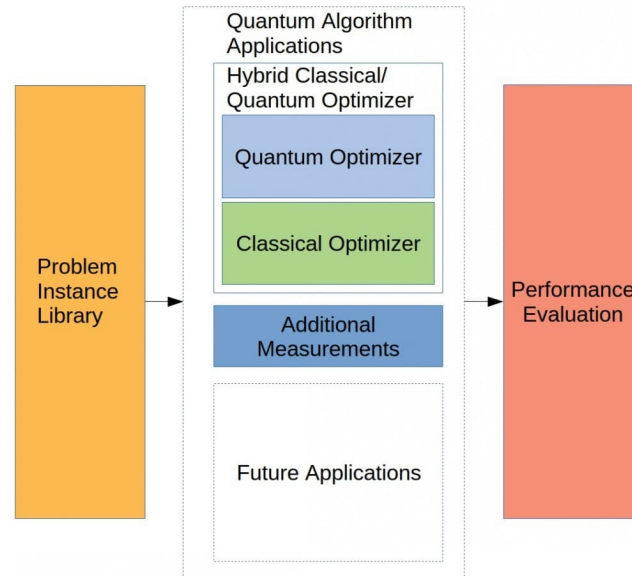 Quantum Algorithm
Applications
Hybrid Classical/
Quantum Optimizer
Quantum Optimizer
Classical Optimizer
Problem
Instance
Library
Additional
Measurements
Performance
Evaluation
Future Applications